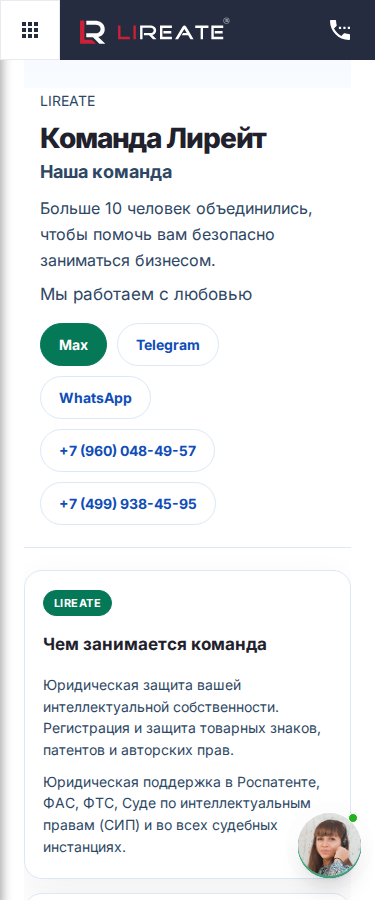 LIREATE®
LIREATE
Команда Лирейт
Наша команда
Больше 10 человек объединились,
чтобы помочь вам безопасно
заниматься бизнесом.
Мы работаем с любовью
Max
Telegram
WhatsApp
+7 (960) 048-49-57
+7 (499) 938-45-95
LIREATE
Чем занимается команда
Юридическая защита вашей
интеллектуальной собственности.
Регистрация и защита товарных знаков,
патентов и авторских прав.
Юридическая поддержка в Роспатенте,
ФАС, ФТС, Суде по интеллектуальным
правам (СИП) и во всех судебных
инстанциях.